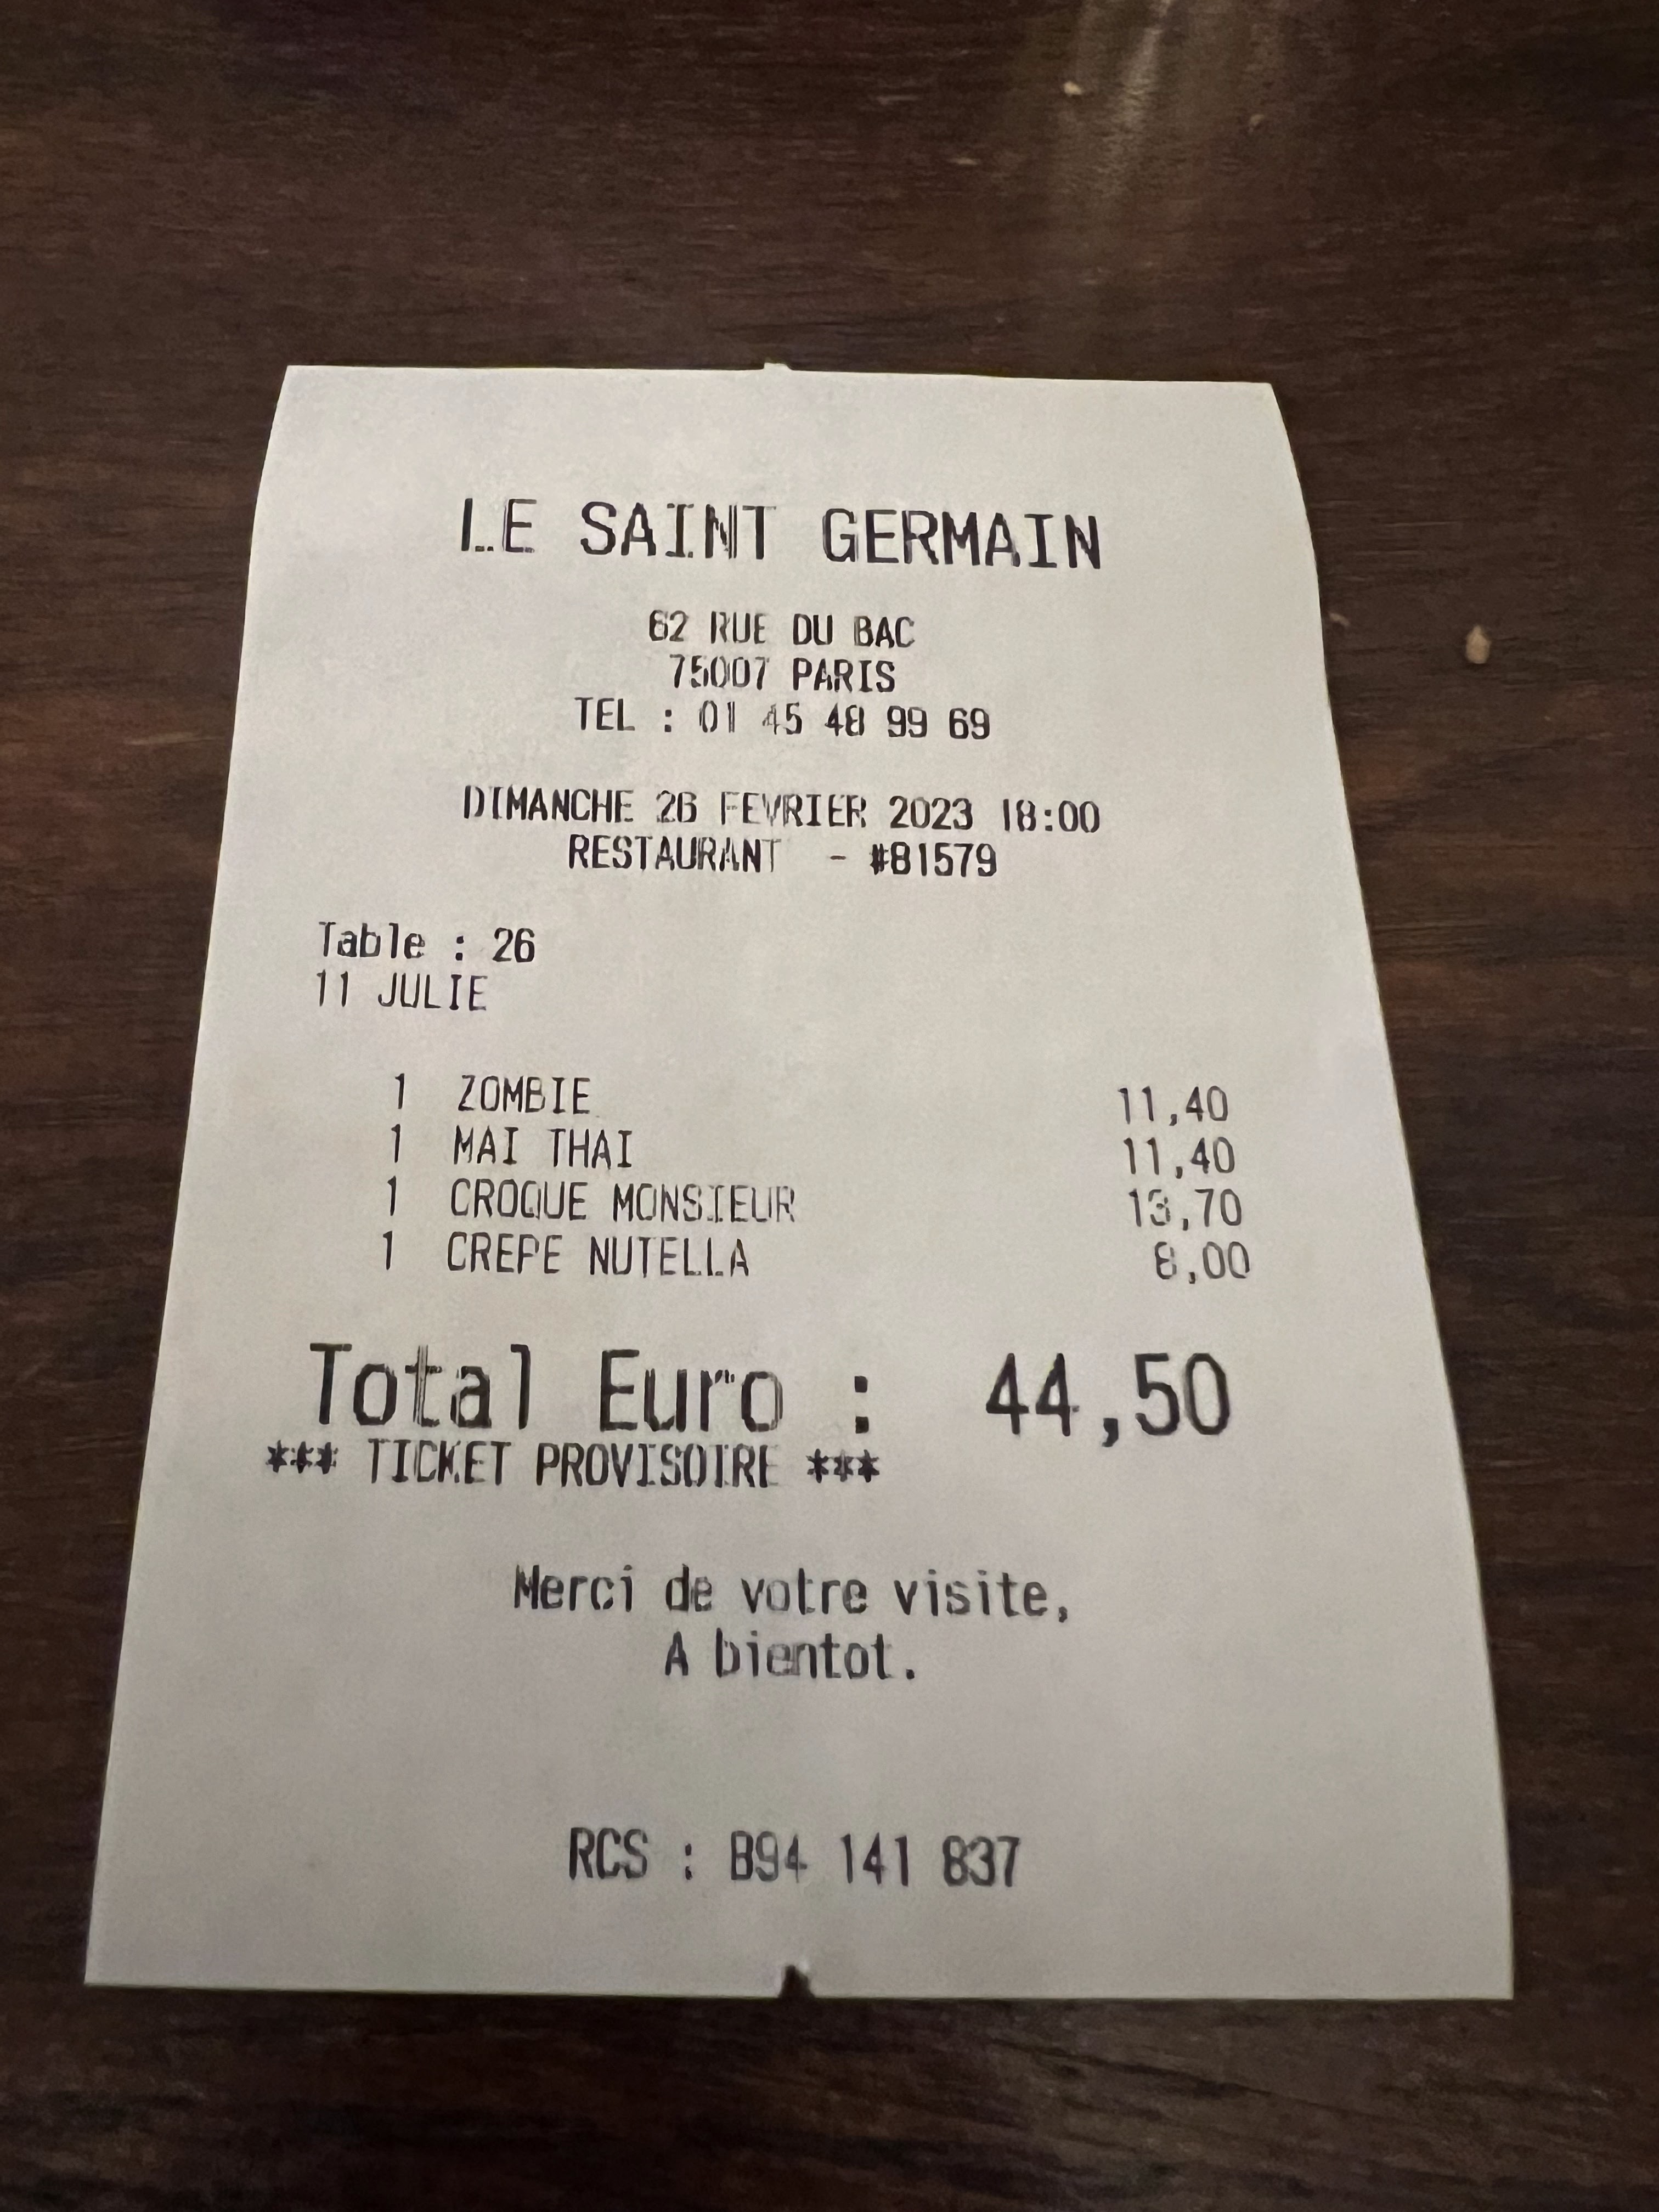 LE SAINT GERMAIN
62 RUE DU BAC
75007 PARIS
TEL : 01 45 48 99 69
DIMANCHE 26 FEVRIER 2023 18:00
RESTAURANT - #81579
Table : 26
11 JULIE
1 ZOMBIE 11,40
1 MAI THAI 11,40
1 CROQUE MONSIEUR 13,70
1 CREPE NUTELLA 8,00
Total Euro : 44,50
*** TICKET PROVISOIRE ***
Merci de votre visite,
A bientot.
RCS : 894 141 837